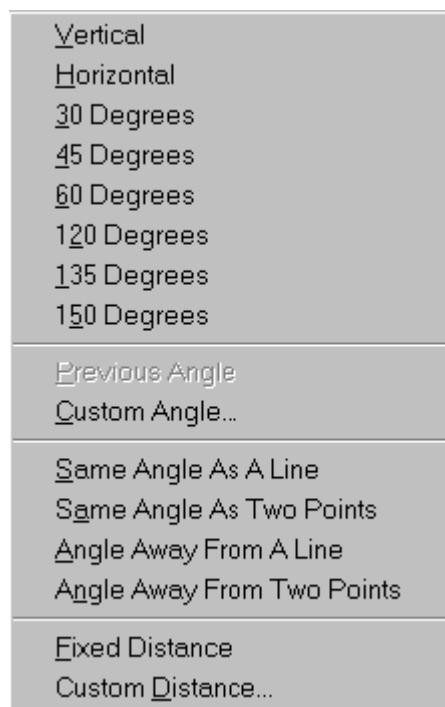 Vertical
Horizontal
30 Degrees
45 Degrees
60 Degrees
120 Degrees
135 Degrees
150 Degrees
Previous Angle
Custom Angle...
Same Angle As A Line
Same Angle As Two Points
Angle Away From A Line
Angle Away From Two Points
Fixed Distance
Custom Distance...